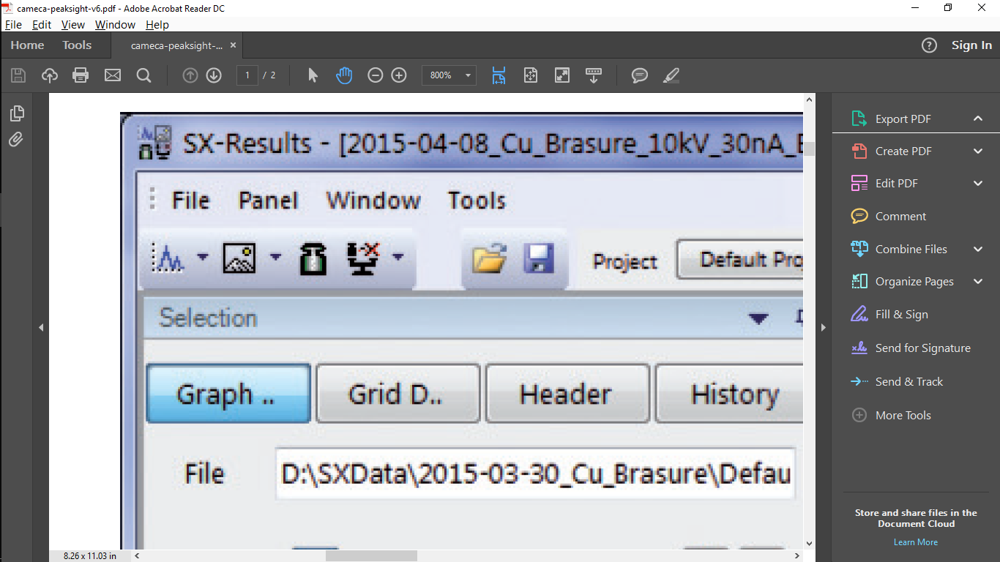 cameca-peaksight-v6.pdf - Adobe Acrobat Reader DC
File Edit View Window Help
Home Tools cameca-peaksight-... × ? Sign In
1 / 2 800%
SX-Results - [2015-04-08_Cu_Brasure_10kV_30nA_
File Panel Window Tools
Project Default Pro
Selection
Graph .. Grid D.. Header History
File D:\SXData\2015-03-30_Cu_Brasure\Defau
8.26 x 11.03 in
Export PDF
Create PDF
Edit PDF
Comment
Combine Files
Organize Pages
Fill & Sign
Send for Signature
Send & Track
More Tools
Store and share files in the
Document Cloud
Learn More